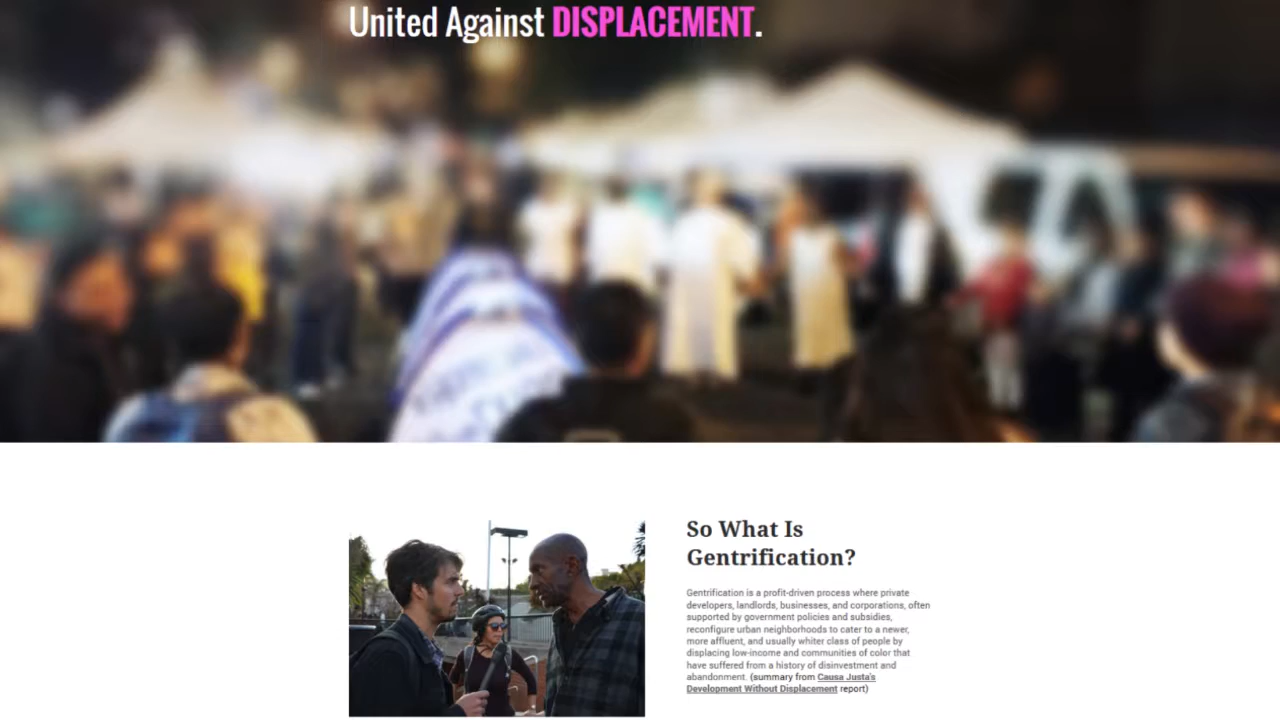 United Against DISPLACEMENT.
So What Is
Gentrification?
Gentrification is a profit-driven process where private
developers, landlords, businesses, and corporations, often
supported by government policies and subsidies,
reconfigure urban neighborhoods to cater to a newer,
more affluent, and usually whiter class of people by
displacing low-income and communities of color that
have suffered from a history of disinvestment and
abandonment. (summary from Causa Justa's
Development Without Displacement report)